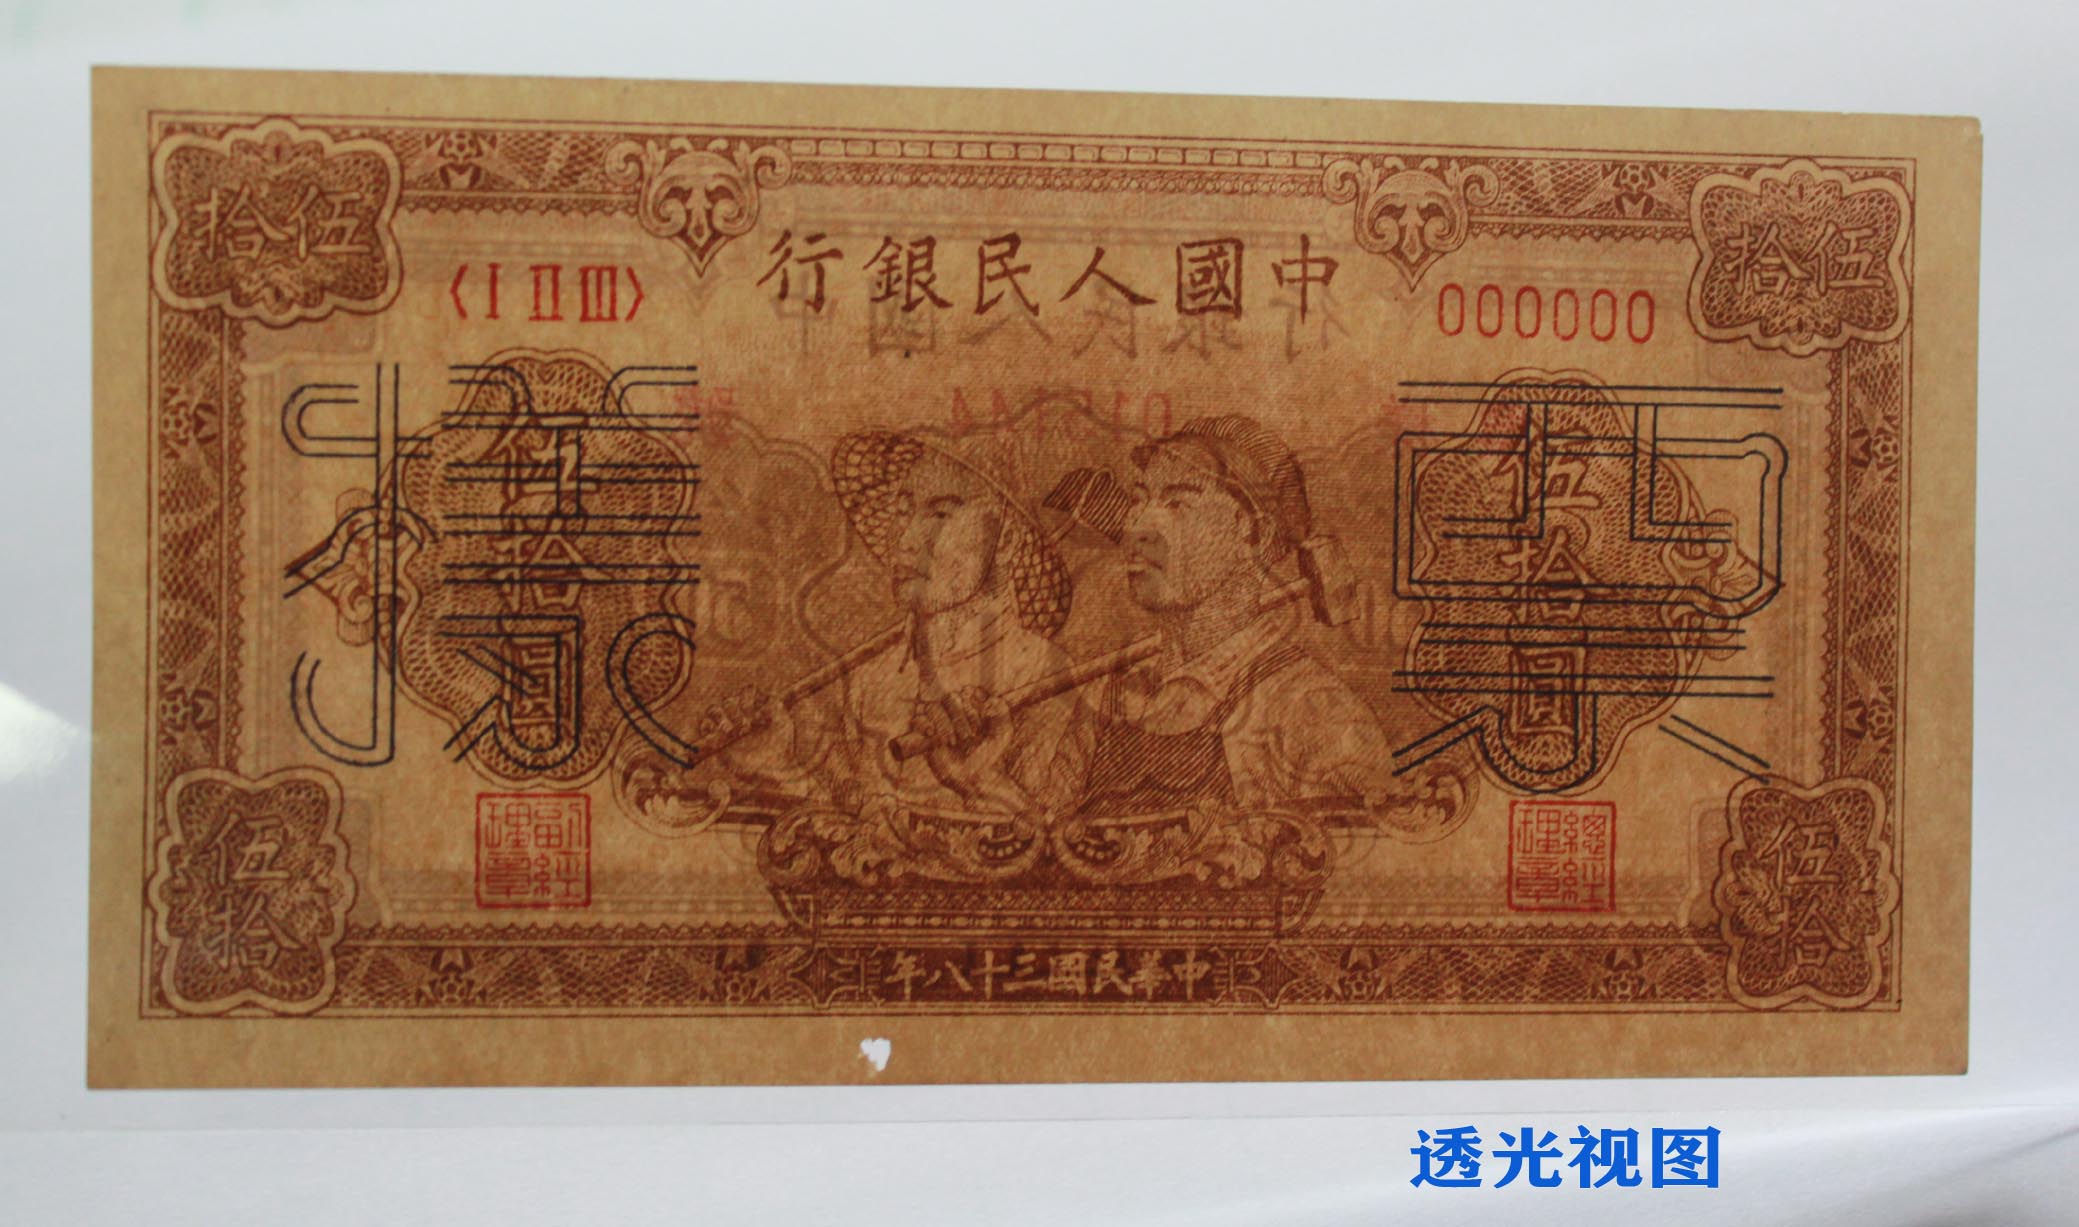 伍拾
伍拾
中國人民銀行
〈I II III〉
000000
票樣
伍拾圓
伍拾圓
總經理章
副經理章
伍拾
伍拾
中華民國三十八年
透光视图